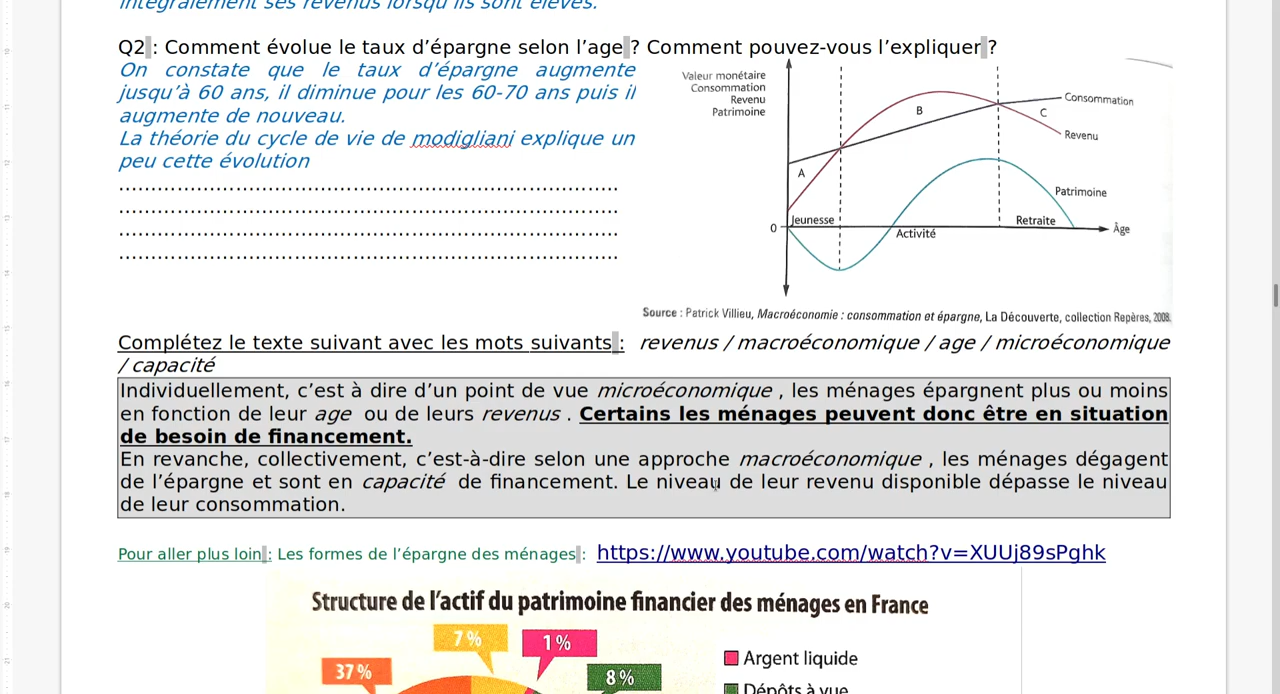 intégralement ses revenus lorsqu'ils sont élevés.
Q2 : Comment évolue le taux d'épargne selon l'age ? Comment pouvez-vous l'expliquer ?
On constate que le taux d'épargne augmente
jusqu'à 60 ans, il diminue pour les 60-70 ans puis il
augmente de nouveau.
La théorie du cycle de vie de modigliani explique un
peu cette évolution
................................................................................
................................................................................
................................................................................
................................................................................
Valeur monétaire
Consommation
Revenu
Patrimoine
Consommation
B
C
Revenu
A
Patrimoine
Jeunesse
Retraite
0
Activité
Âge
Source : Patrick Villieu, Macroéconomie : consommation et épargne, La Découverte, collection Repères, 2008.
Complétez le texte suivant avec les mots suivants : revenus / macroéconomique / age / microéconomique
/ capacité
Individuellement, c'est à dire d'un point de vue microéconomique , les ménages épargnent plus ou moins
en fonction de leur age ou de leurs revenus . Certains les ménages peuvent donc être en situation
de besoin de financement.
En revanche, collectivement, c'est-à-dire selon une approche macroéconomique , les ménages dégagent
de l'épargne et sont en capacité de financement. Le niveau de leur revenu disponible dépasse le niveau
de leur consommation.
Pour aller plus loin : Les formes de l'épargne des ménages : https://www.youtube.com/watch?v=XUUj89sPghk
Structure de l'actif du patrimoine financier des ménages en France
7 %
1 %
37 %
8 %
Argent liquide
Dépôts à vue